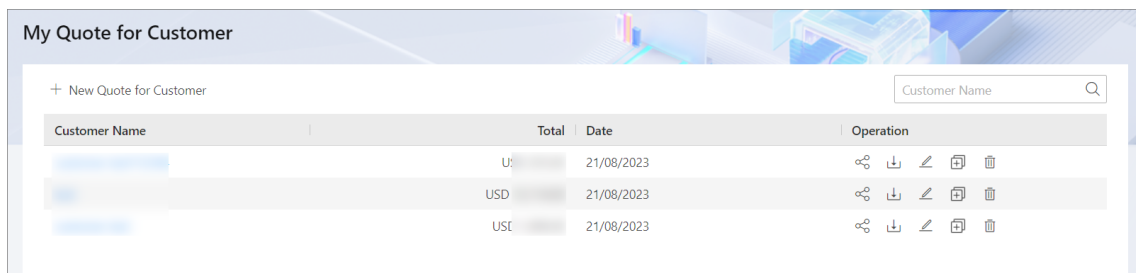 My Quote for Customer
+ New Quote for Customer
Customer Name
Customer Name Total Date Operation
21/08/2023
USD 21/08/2023
21/08/2023